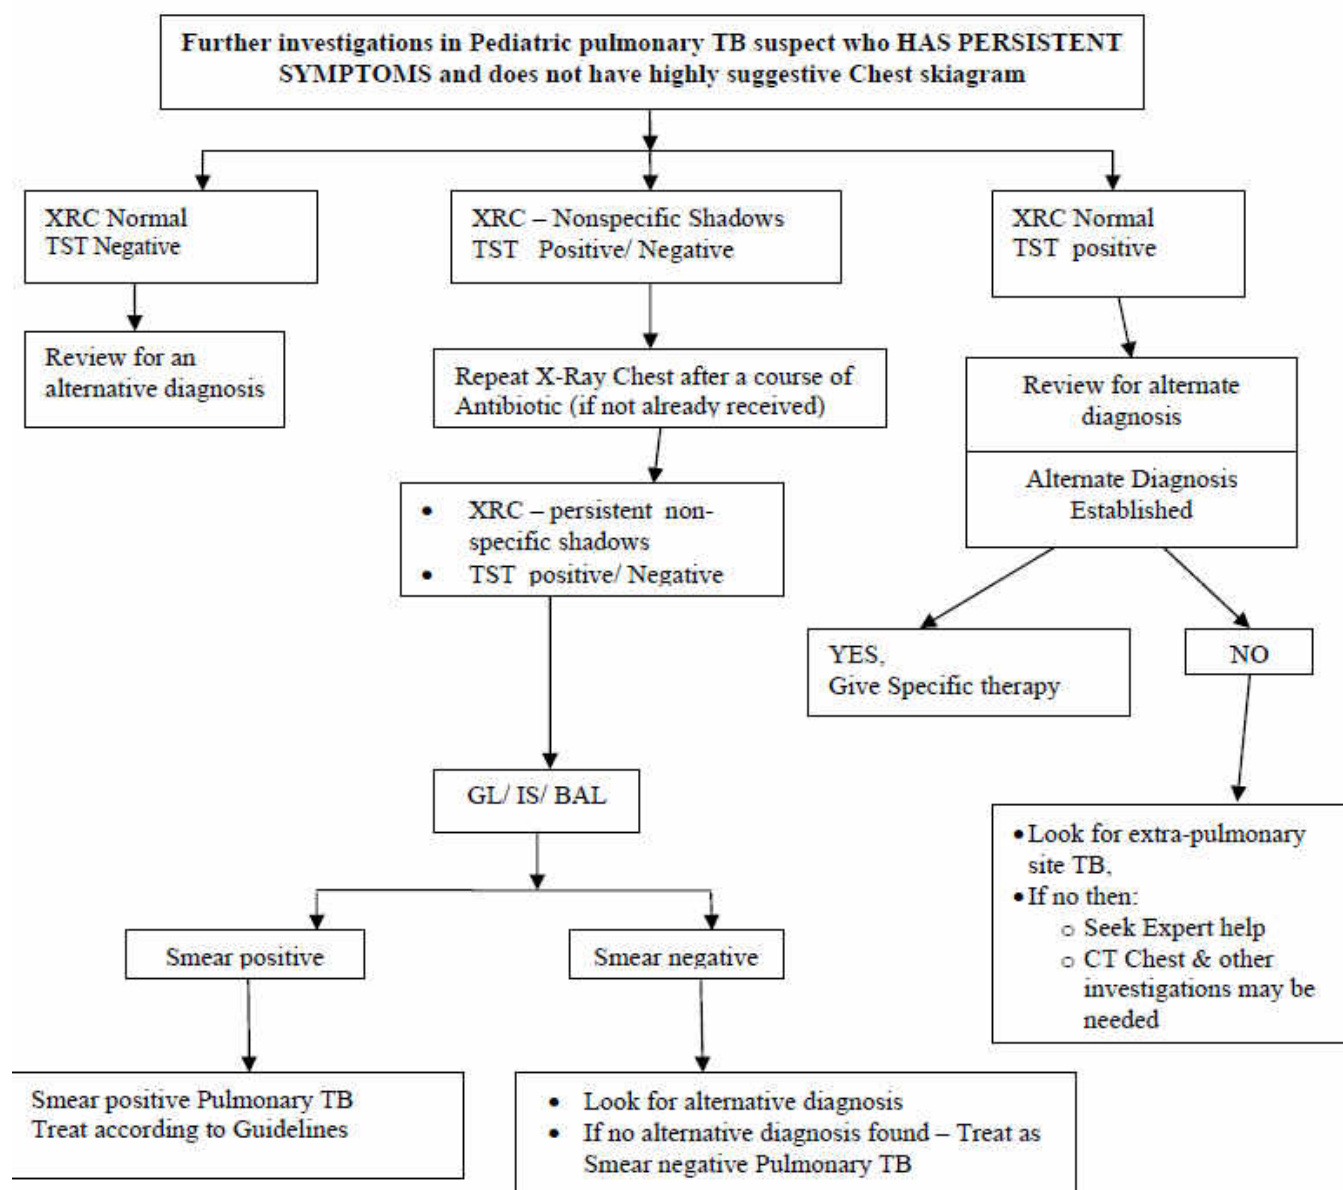 Further investigations in Pediatric pulmonary TB suspect who HAS PERSISTENT
SYMPTOMS and does not have highly suggestive Chest skiagram
XRC Normal
TST Negative
XRC – Nonspecific Shadows
TST Positive/ Negative
XRC Normal
TST positive
Review for an
alternative diagnosis
Repeat X-Ray Chest after a course of
Antibiotic (if not already received)
Review for alternate
diagnosis
Alternate Diagnosis
Established
• XRC – persistent non-
specific shadows
• TST positive/ Negative
YES,
Give Specific therapy
NO
GL/ IS/ BAL
• Look for extra-pulmonary
site TB,
• If no then:
o Seek Expert help
o CT Chest & other
investigations may be
needed
Smear positive
Smear negative
Smear positive Pulmonary TB
Treat according to Guidelines
• Look for alternative diagnosis
• If no alternative diagnosis found – Treat as
Smear negative Pulmonary TB